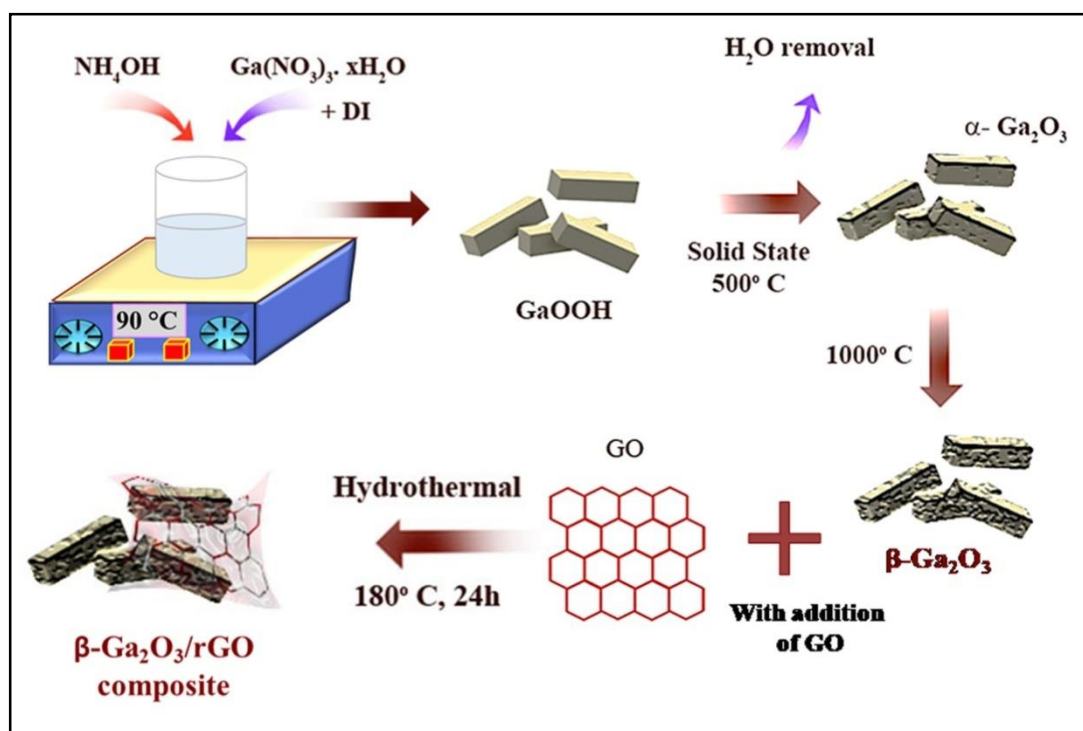 NH₄OH
Ga(NO₃)₃. xH₂O
+ DI
90 °C
GaOOH
H₂O removal
Solid State
500° C
α- Ga₂O₃
1000° C
β-Ga₂O₃
With addition
of GO
GO
Hydrothermal
180° C, 24h
β-Ga₂O₃/rGO
composite